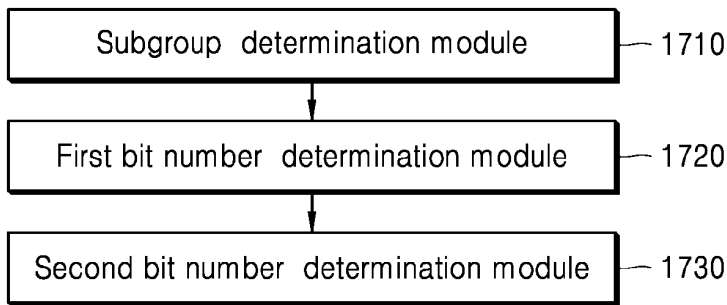 Subgroup determination module 1710
First bit number determination module 1720
Second bit number determination module 1730